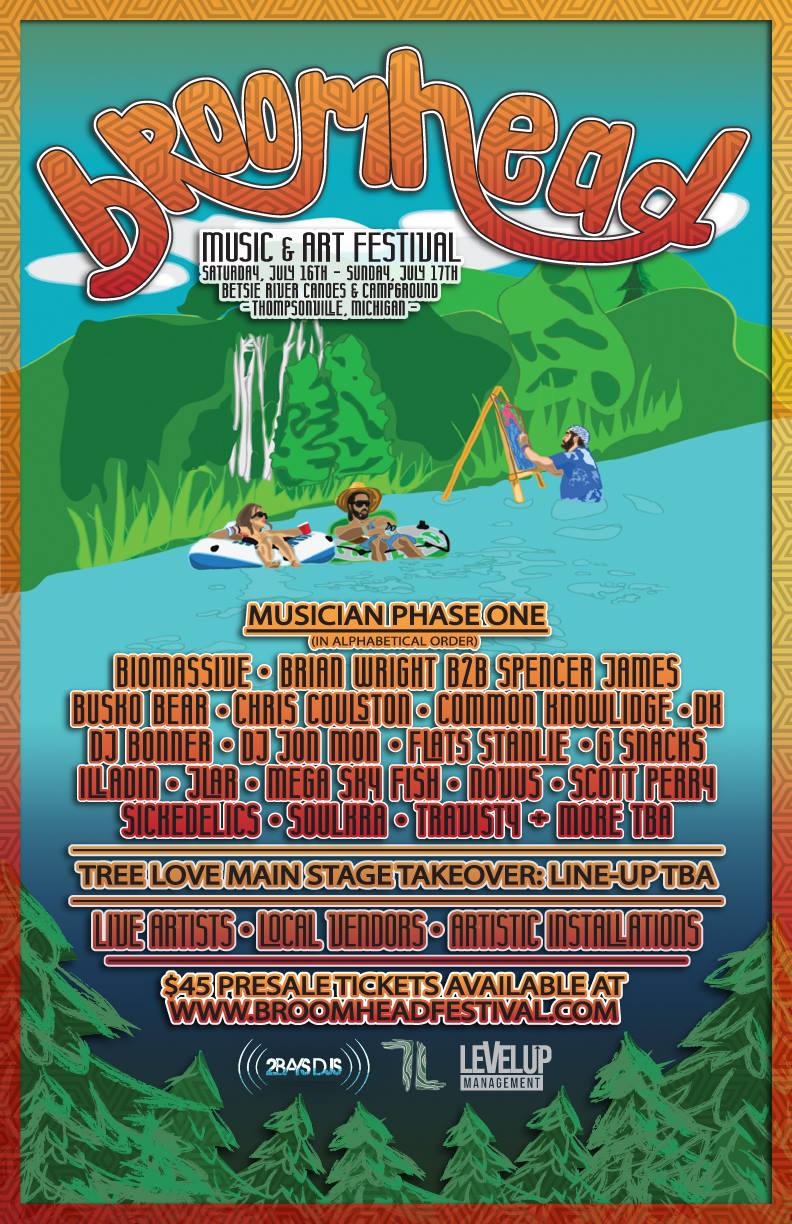 bROOmhead
MUSIC & ART FESTIVAL
SATURDAY, JULY 16TH - SUNDAY, JULY 17TH
BETSIE RIVER CANOES & CAMPGROUND
- THOMPSONVILLE, MICHIGAN -
MUSICIAN PHASE ONE
(IN ALPHABETICAL ORDER)
BIOMASSIVE • BRIAN WRIGHT B2B SPENCER JAMES
BUSKO BEAR • CHRIS COULSTON • COMMON KNOWLIDGE • DK
DJ BONNER • DJ JON MON • FLATS STANLIE • G SNACKS
ILLADIN • JLAR • MEGA SKY FISH • NOVVS • SCOTT PERRY
SICKEDELICS • SOULKRA • TRAVISTY + MORE TBA
TREE LOVE MAIN STAGE TAKEOVER: LINE-UP TBA
LIVE ARTISTS • LOCAL VENDORS • ARTISTIC INSTALLATIONS
$45 PRESALE TICKETS AVAILABLE AT
WWW.BROOMHEADFESTIVAL.COM
2BAYS DJS
TL
LEVELUP
MANAGEMENT